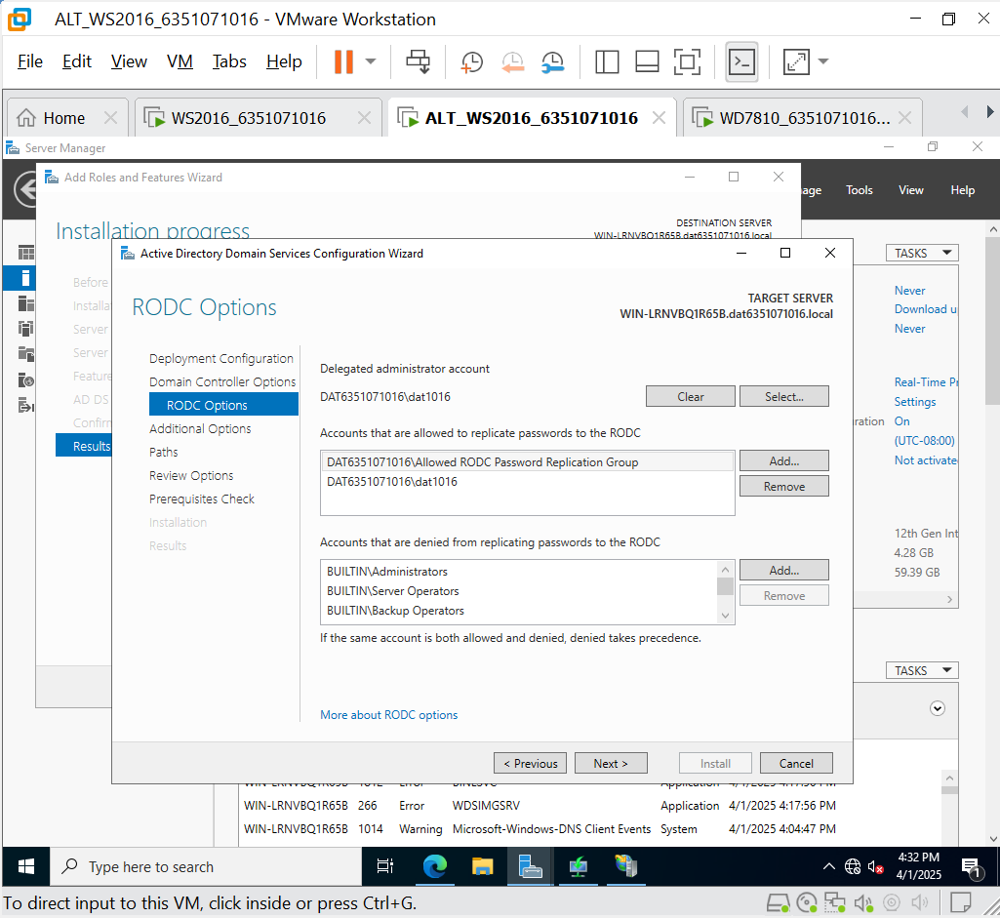 ALT_WS2016_6351071016 - VMware Workstation
File Edit View VM Tabs Help
Home WS2016_6351071016 ALT_WS2016_6351071016 WD7810_6351071016...
Server Manager
Add Roles and Features Wizard
Tools View Help
Installation progress
DESTINATION SERVER
WIN-LRNVBQ1R65B.dat6351071016.local
Active Directory Domain Services Configuration Wizard
TASKS
RODC Options
TARGET SERVER
WIN-LRNVBQ1R65B.dat6351071016.local
Before
Installa
Server
Server
Feature
AD DS
Confirm
Results
Deployment Configuration
Domain Controller Options
RODC Options
Additional Options
Paths
Review Options
Prerequisites Check
Installation
Results
Delegated administrator account
DAT6351071016\dat1016
Clear Select...
Accounts that are allowed to replicate passwords to the RODC
DAT6351071016\Allowed RODC Password Replication Group
DAT6351071016\dat1016
Add...
Remove
Accounts that are denied from replicating passwords to the RODC
BUILTIN\Administrators
BUILTIN\Server Operators
BUILTIN\Backup Operators
Add...
Remove
If the same account is both allowed and denied, denied takes precedence.
More about RODC options
< Previous Next > Install Cancel
Never
Download u
Never
Real-Time Pr
Settings
On
(UTC-08:00)
Not activate
12th Gen Int
4.28 GB
59.39 GB
TASKS
WIN-LRNVBQ1R65B 1012 Error BINLSVC Application 4/1/2025 4:17:56 PM
WIN-LRNVBQ1R65B 266 Error WDSIMGSRV Application 4/1/2025 4:17:56 PM
WIN-LRNVBQ1R65B 1014 Warning Microsoft-Windows-DNS Client Events System 4/1/2025 4:04:47 PM
Type here to search
4:32 PM
4/1/2025
1
To direct input to this VM, click inside or press Ctrl+G.